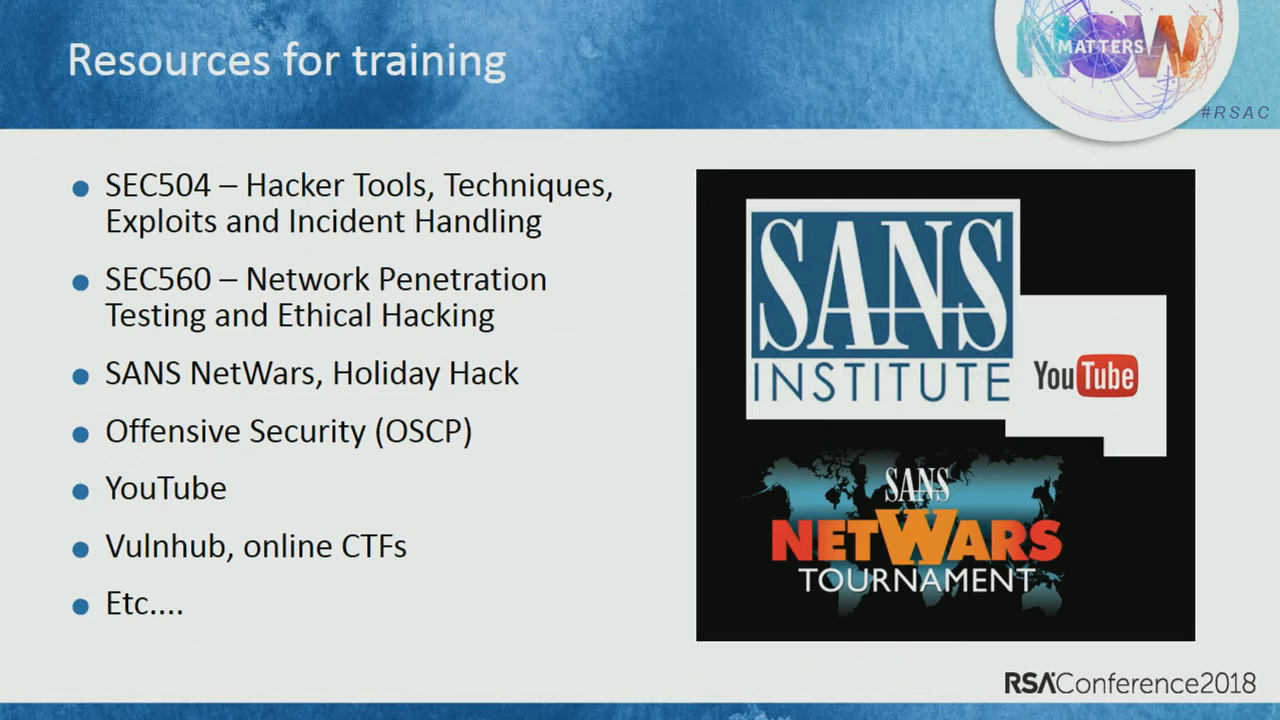 Resources for training
NOW
MATTERS
#RSAC
● SEC504 – Hacker Tools, Techniques,
Exploits and Incident Handling
● SEC560 – Network Penetration
Testing and Ethical Hacking
● SANS NetWars, Holiday Hack
● Offensive Security (OSCP)
● YouTube
● Vulnhub, online CTFs
● Etc....
SANS
INSTITUTE
YouTube
SANS
NETWARS
TOURNAMENT
RSAConference2018